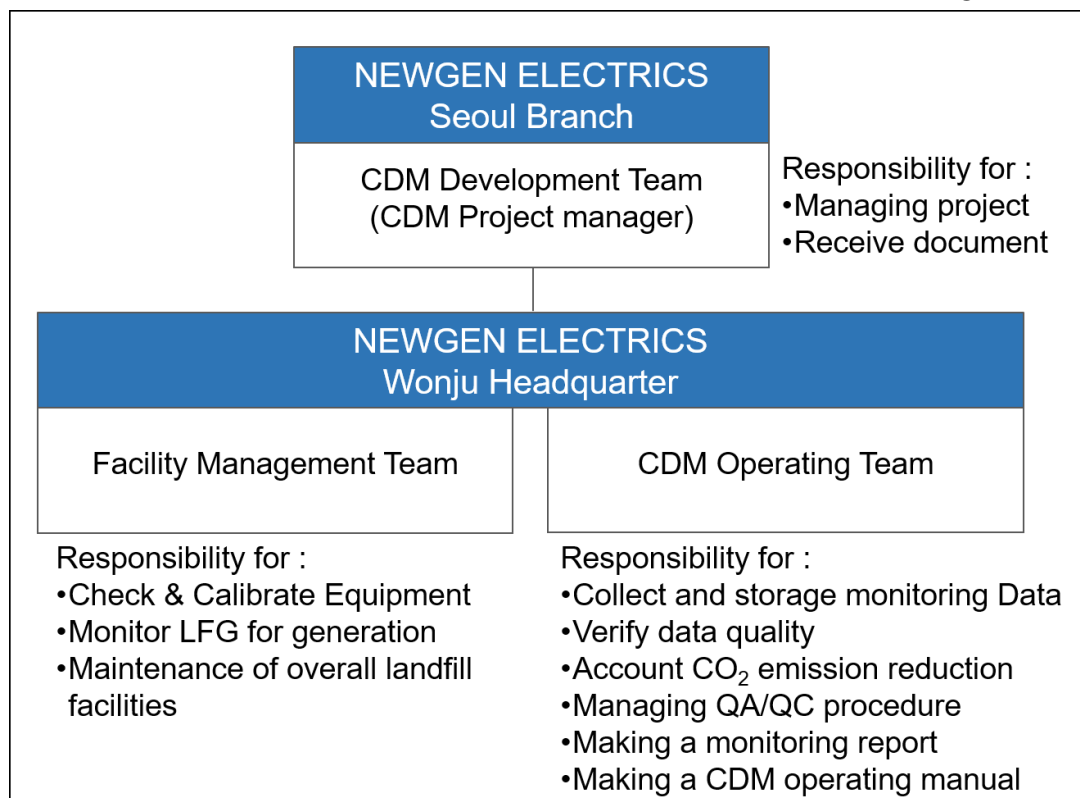 NEWGEN ELECTRICS
Seoul Branch
CDM Development Team
(CDM Project manager)
Responsibility for :
•Managing project
•Receive document
NEWGEN ELECTRICS
Wonju Headquarter
Facility Management Team
CDM Operating Team
Responsibility for :
•Check & Calibrate Equipment
•Monitor LFG for generation
•Maintenance of overall landfill
facilities
Responsibility for :
•Collect and storage monitoring Data
•Verify data quality
•Account CO₂ emission reduction
•Managing QA/QC procedure
•Making a monitoring report
•Making a CDM operating manual